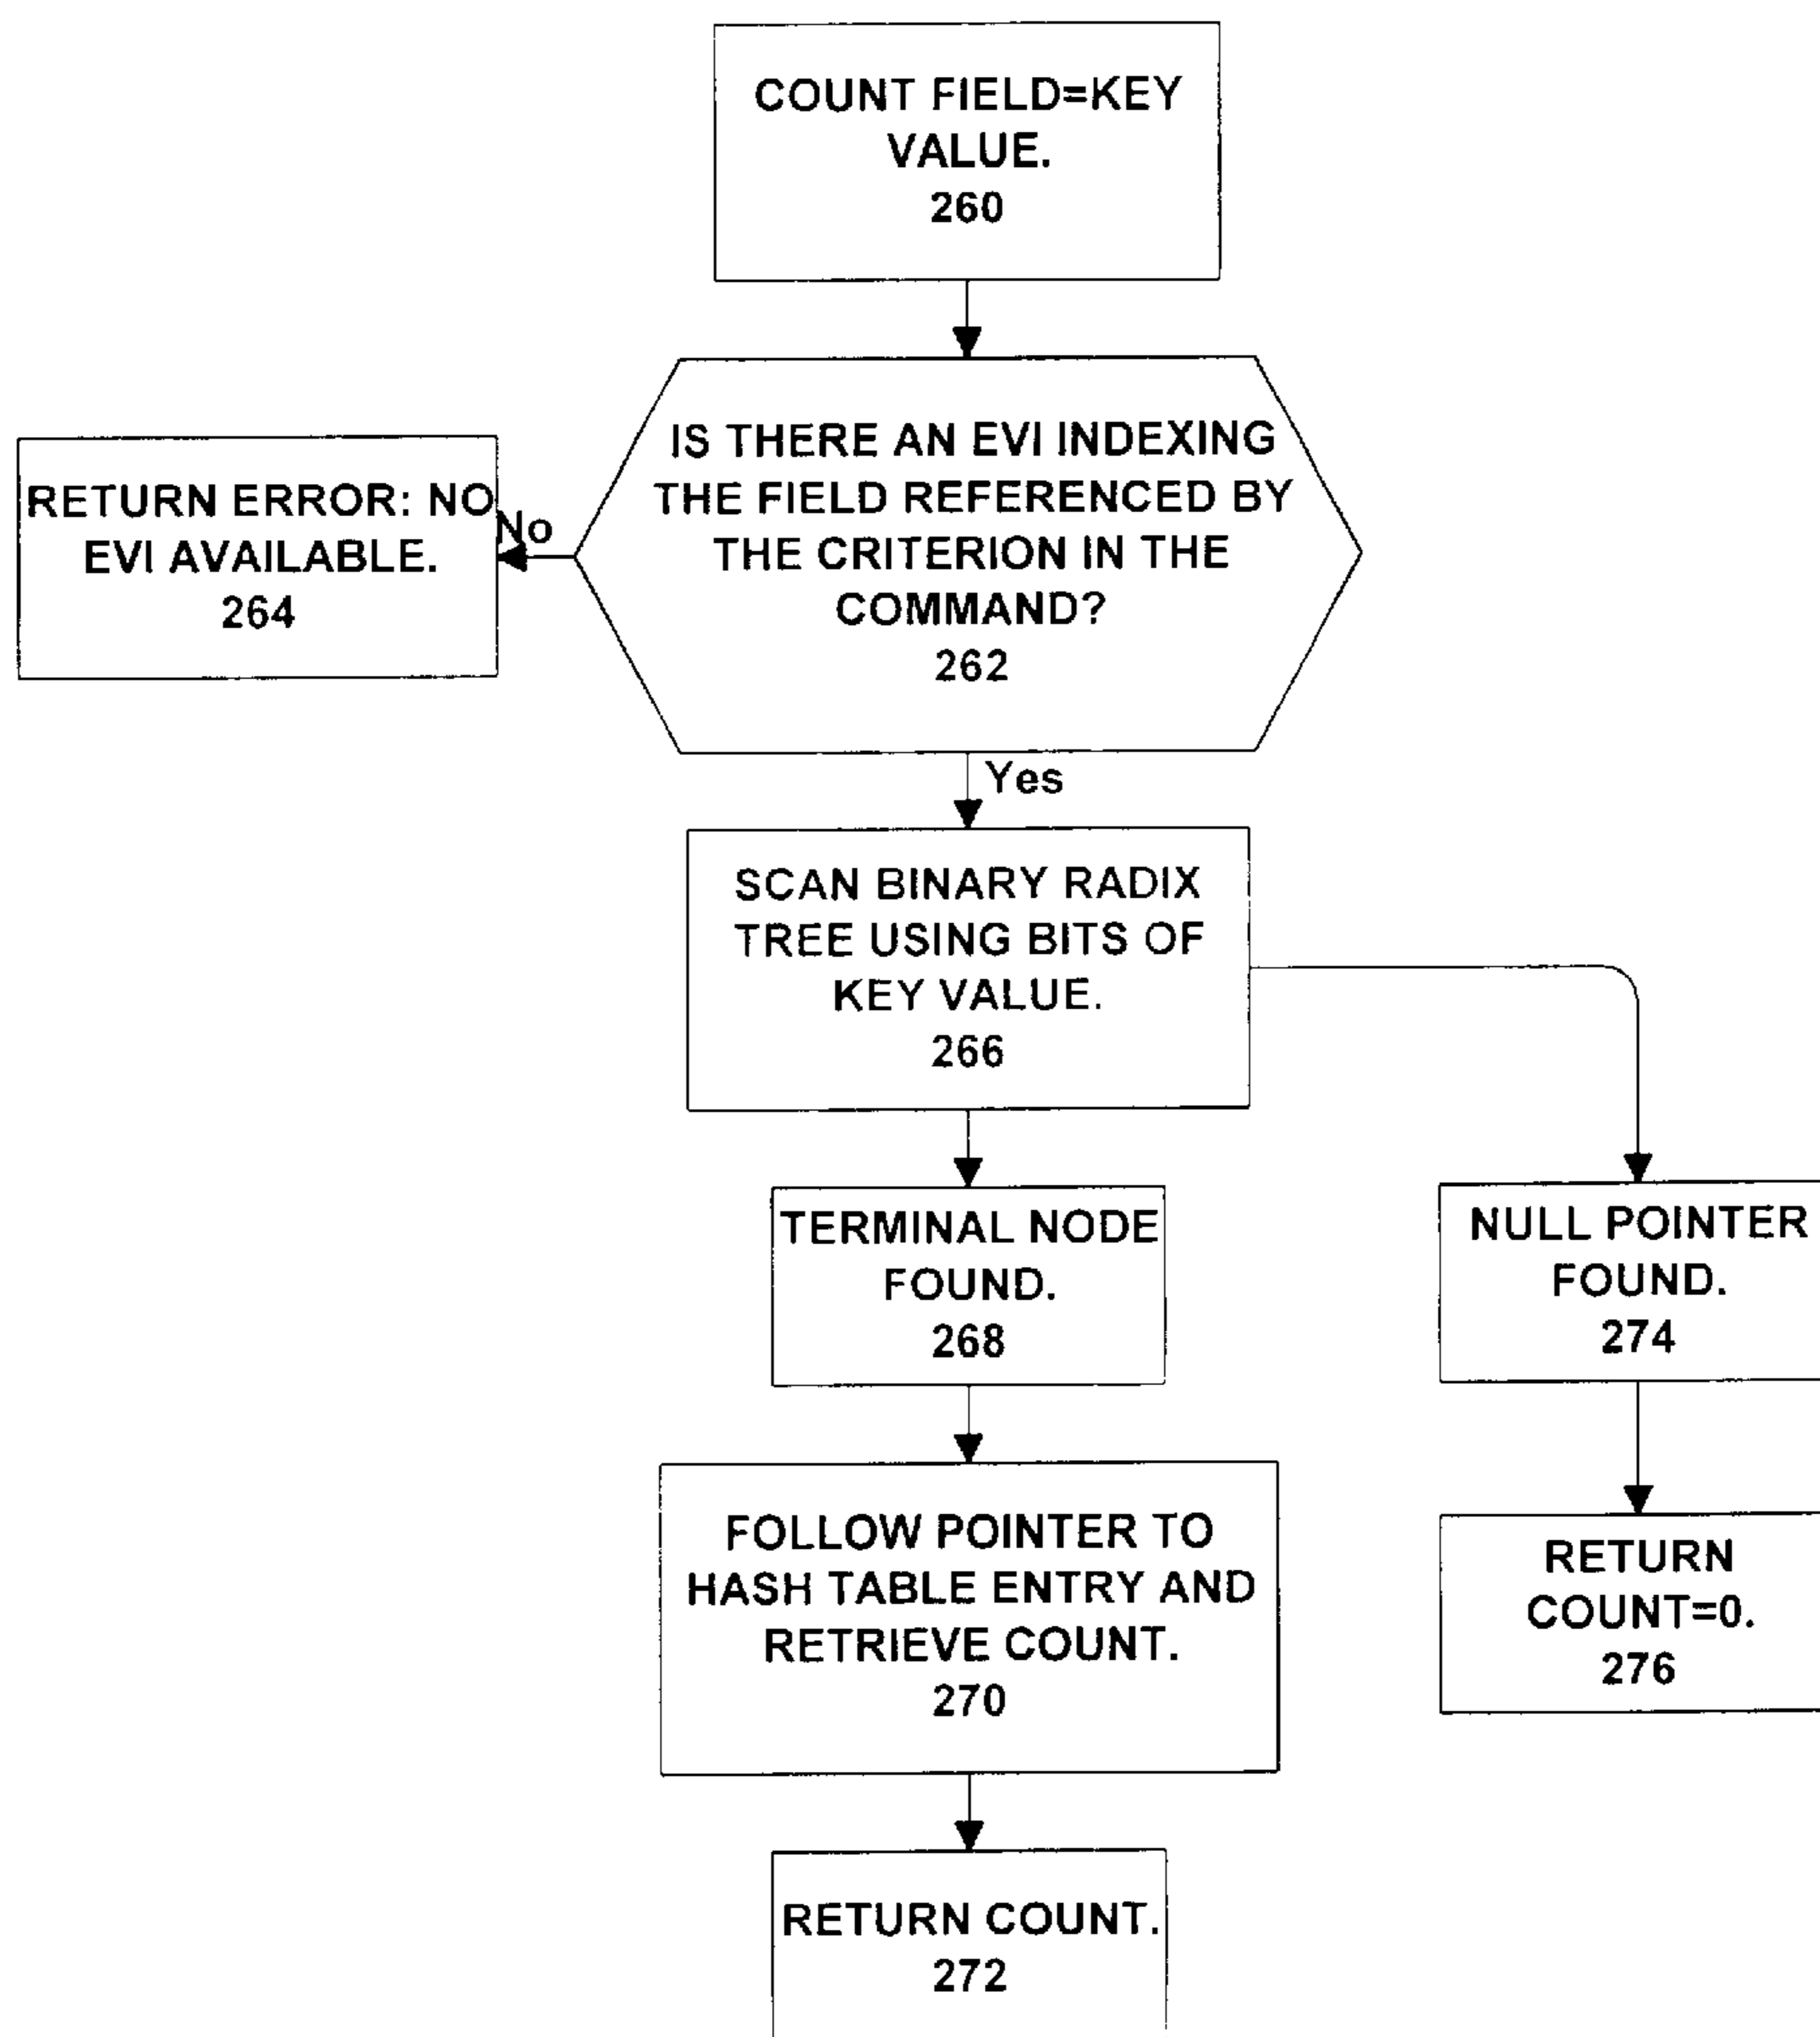 COUNT FIELD=KEY
VALUE.
260
IS THERE AN EVI INDEXING
THE FIELD REFERENCED BY
THE CRITERION IN THE
COMMAND?
262
No
RETURN ERROR: NO
EVI AVAILABLE.
264
Yes
SCAN BINARY RADIX
TREE USING BITS OF
KEY VALUE.
266
TERMINAL NODE
FOUND.
268
NULL POINTER
FOUND.
274
FOLLOW POINTER TO
HASH TABLE ENTRY AND
RETRIEVE COUNT.
270
RETURN
COUNT=0.
276
RETURN COUNT.
272